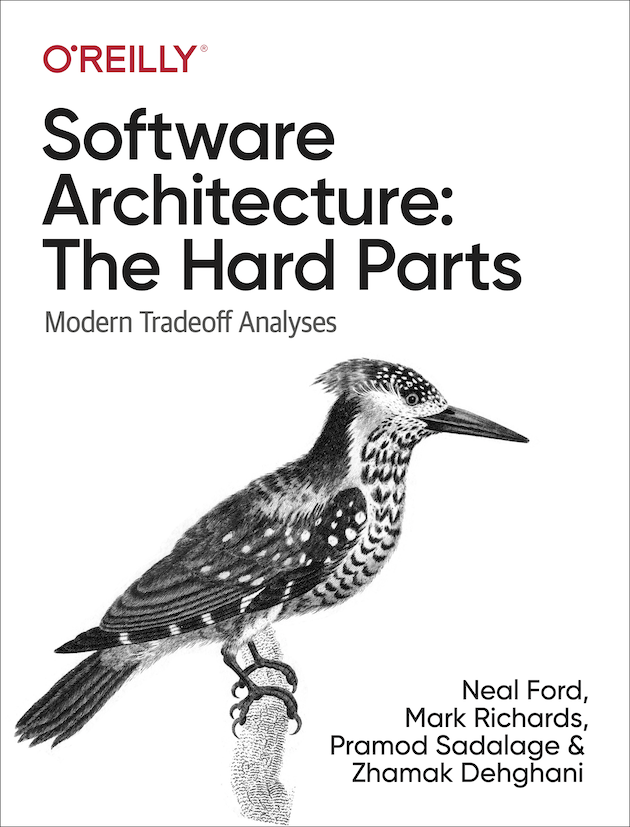 O'REILLY®
Software
Architecture:
The Hard Parts
Modern Tradeoff Analyses
Neal Ford,
Mark Richards,
Pramod Sadalage &
Zhamak Dehghani